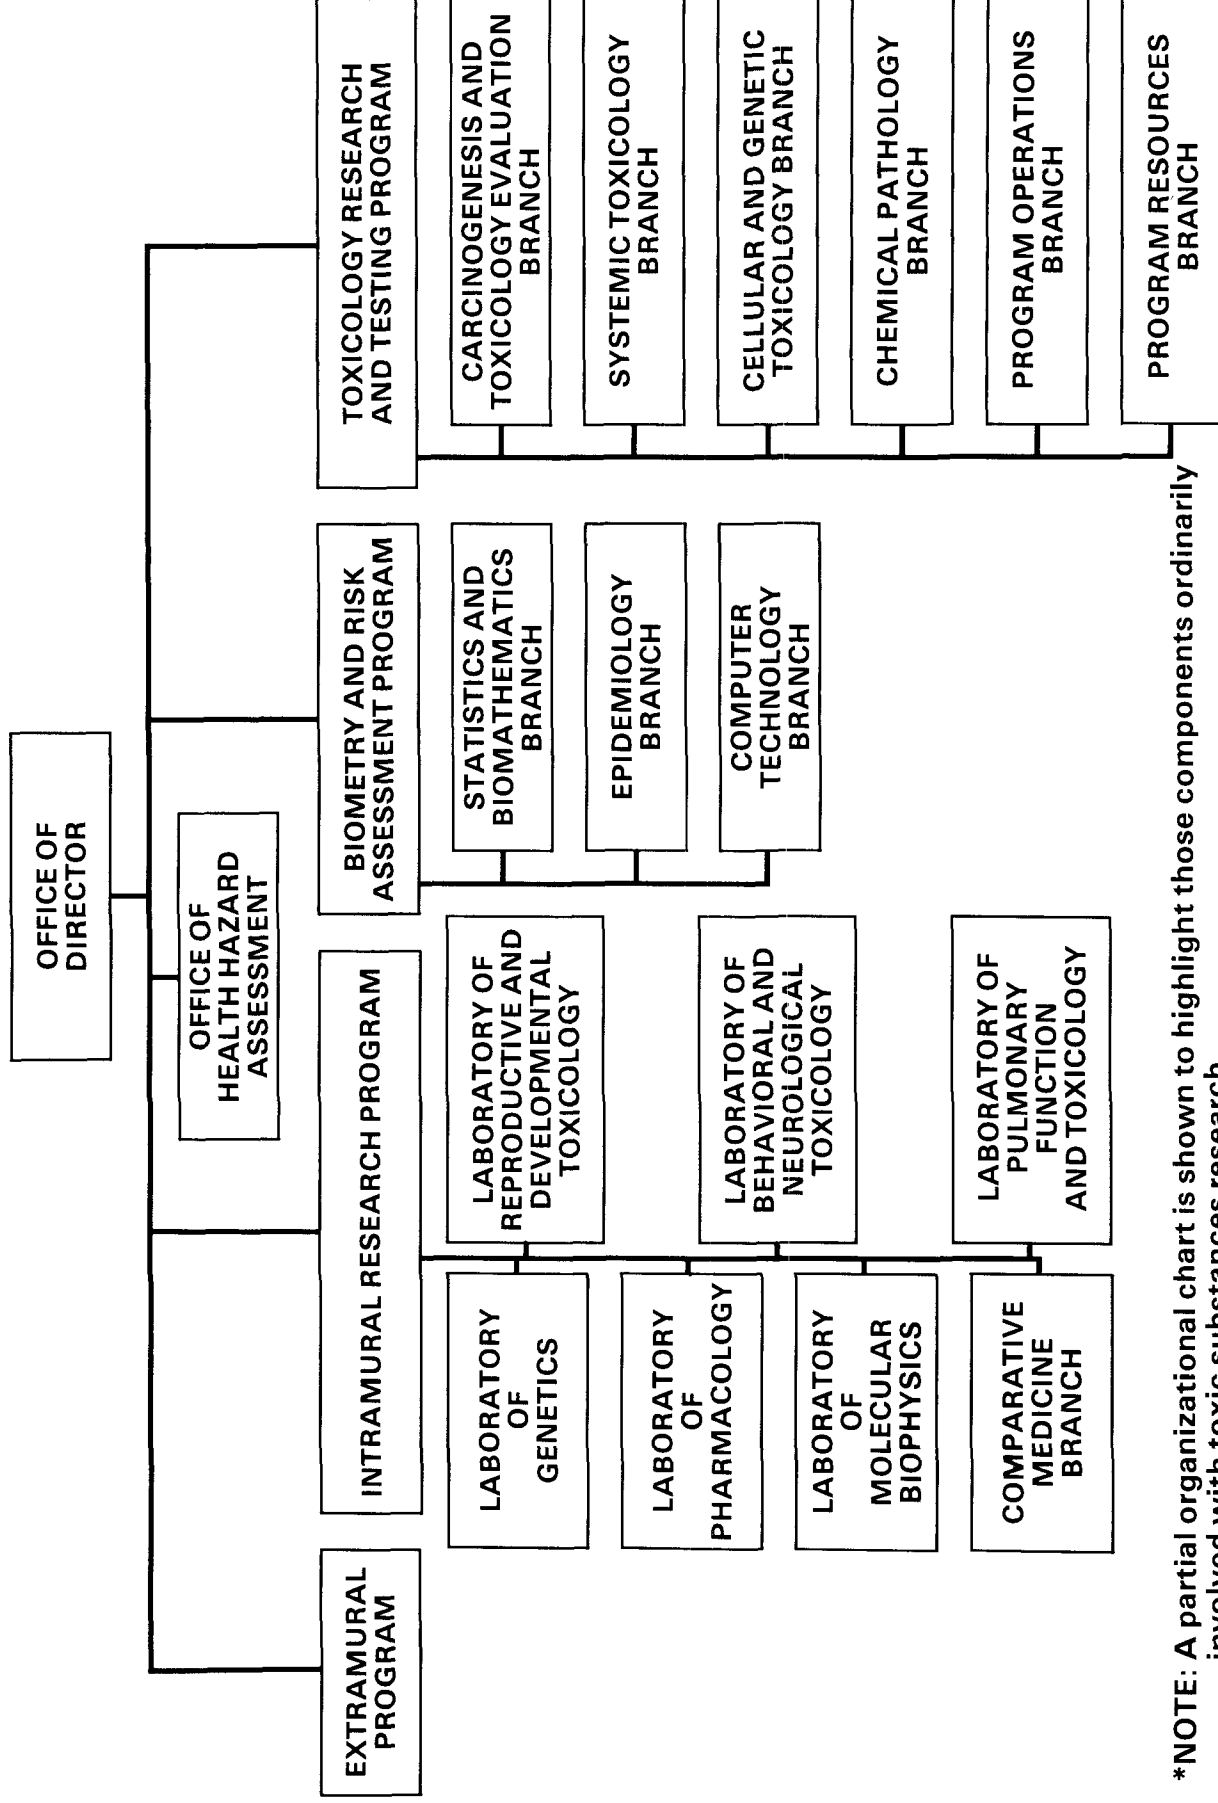 OFFICE OF
DIRECTOR
OFFICE OF
HEALTH HAZARD
ASSESSMENT
EXTRAMURAL
PROGRAM
INTRAMURAL RESEARCH PROGRAM
LABORATORY
OF
GENETICS
LABORATORY
OF
PHARMACOLOGY
LABORATORY
OF
MOLECULAR
BIOPHYSICS
COMPARATIVE
MEDICINE
BRANCH
LABORATORY OF
REPRODUCTIVE AND
DEVELOPMENTAL
TOXICOLOGY
LABORATORY OF
BEHAVIORAL AND
NEUROLOGICAL
TOXICOLOGY
LABORATORY OF
PULMONARY
FUNCTION
AND TOXICOLOGY
BIOMETRY AND RISK
ASSESSMENT PROGRAM
STATISTICS AND
BIOMATHEMATICS
BRANCH
EPIDEMIOLOGY
BRANCH
COMPUTER
TECHNOLOGY
BRANCH
TOXICOLOGY RESEARCH
AND TESTING PROGRAM
CARCINOGENESIS AND
TOXICOLOGY EVALUATION
BRANCH
SYSTEMIC TOXICOLOGY
BRANCH
CELLULAR AND GENETIC
TOXICOLOGY BRANCH
CHEMICAL PATHOLOGY
BRANCH
PROGRAM OPERATIONS
BRANCH
PROGRAM RESOURCES
BRANCH
*NOTE: A partial organizational chart is shown to highlight those components ordinarily
involved with toxic substances research